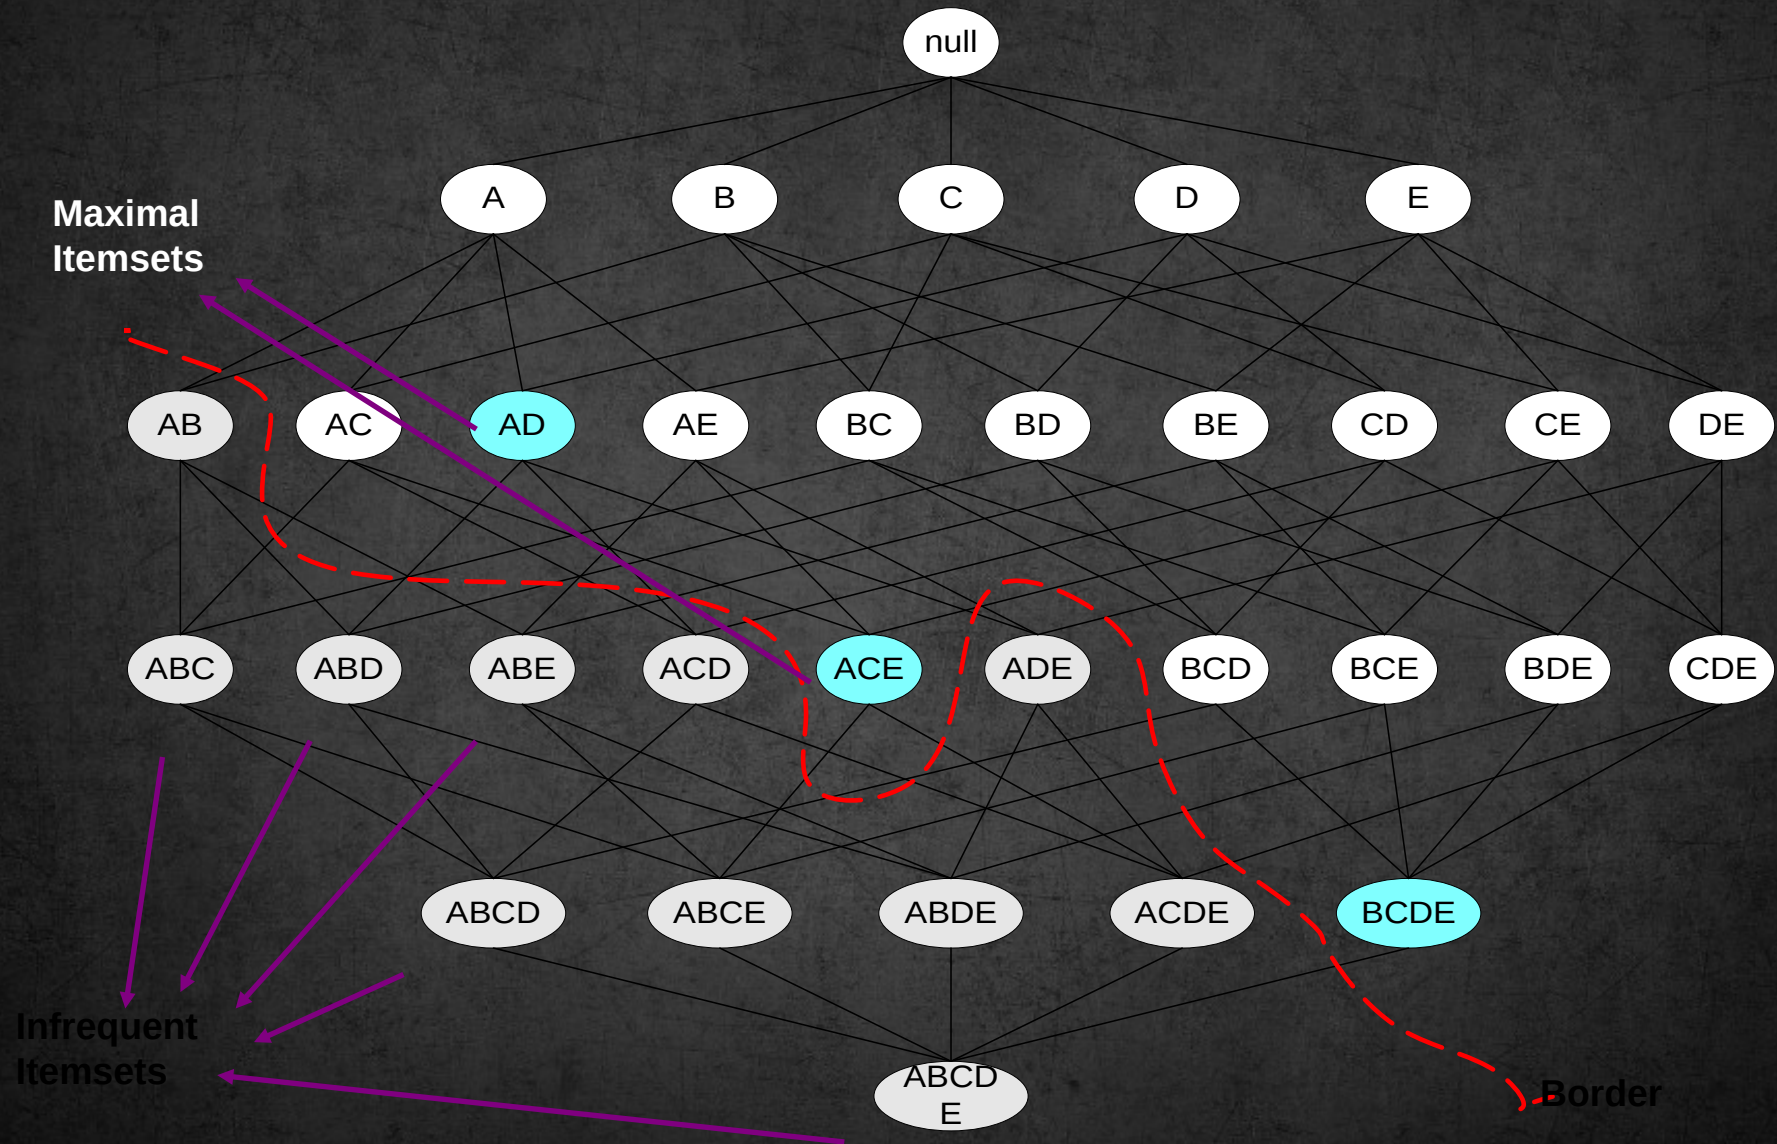 null
A
B
C
D
E
Maximal
Itemsets
AB
AC
AD
AE
BC
BD
BE
CD
CE
DE
ABC
ABD
ABE
ACD
ACE
ADE
BCD
BCE
BDE
CDE
ABCD
ABCE
ABDE
ACDE
BCDE
Infrequent
Itemsets
ABCD
E
Border